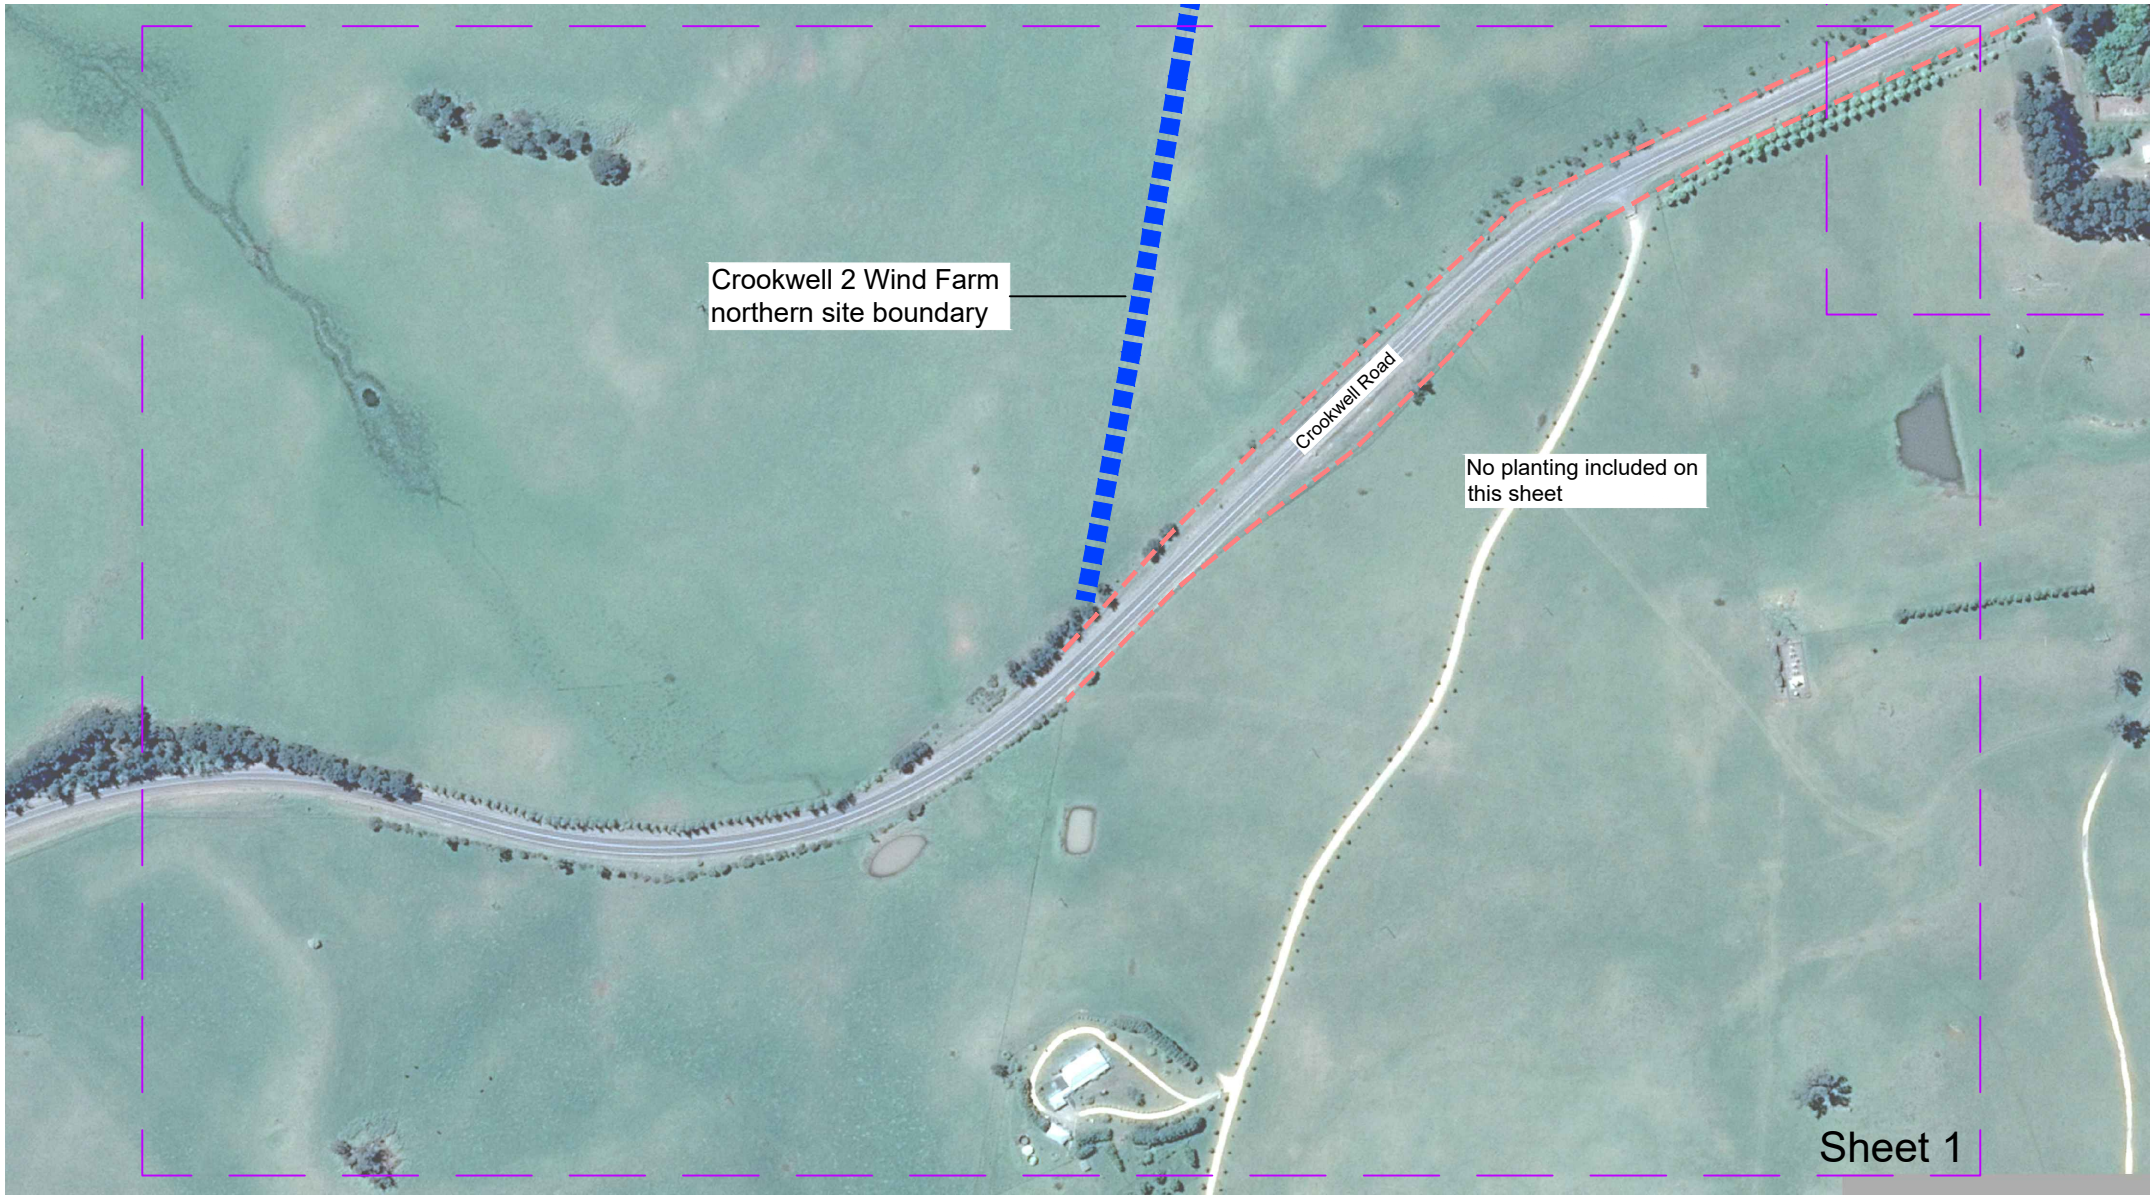 Crookwell 2 Wind Farm
northern site boundary
Crookwell Road
No planting included on
this sheet
Sheet 1